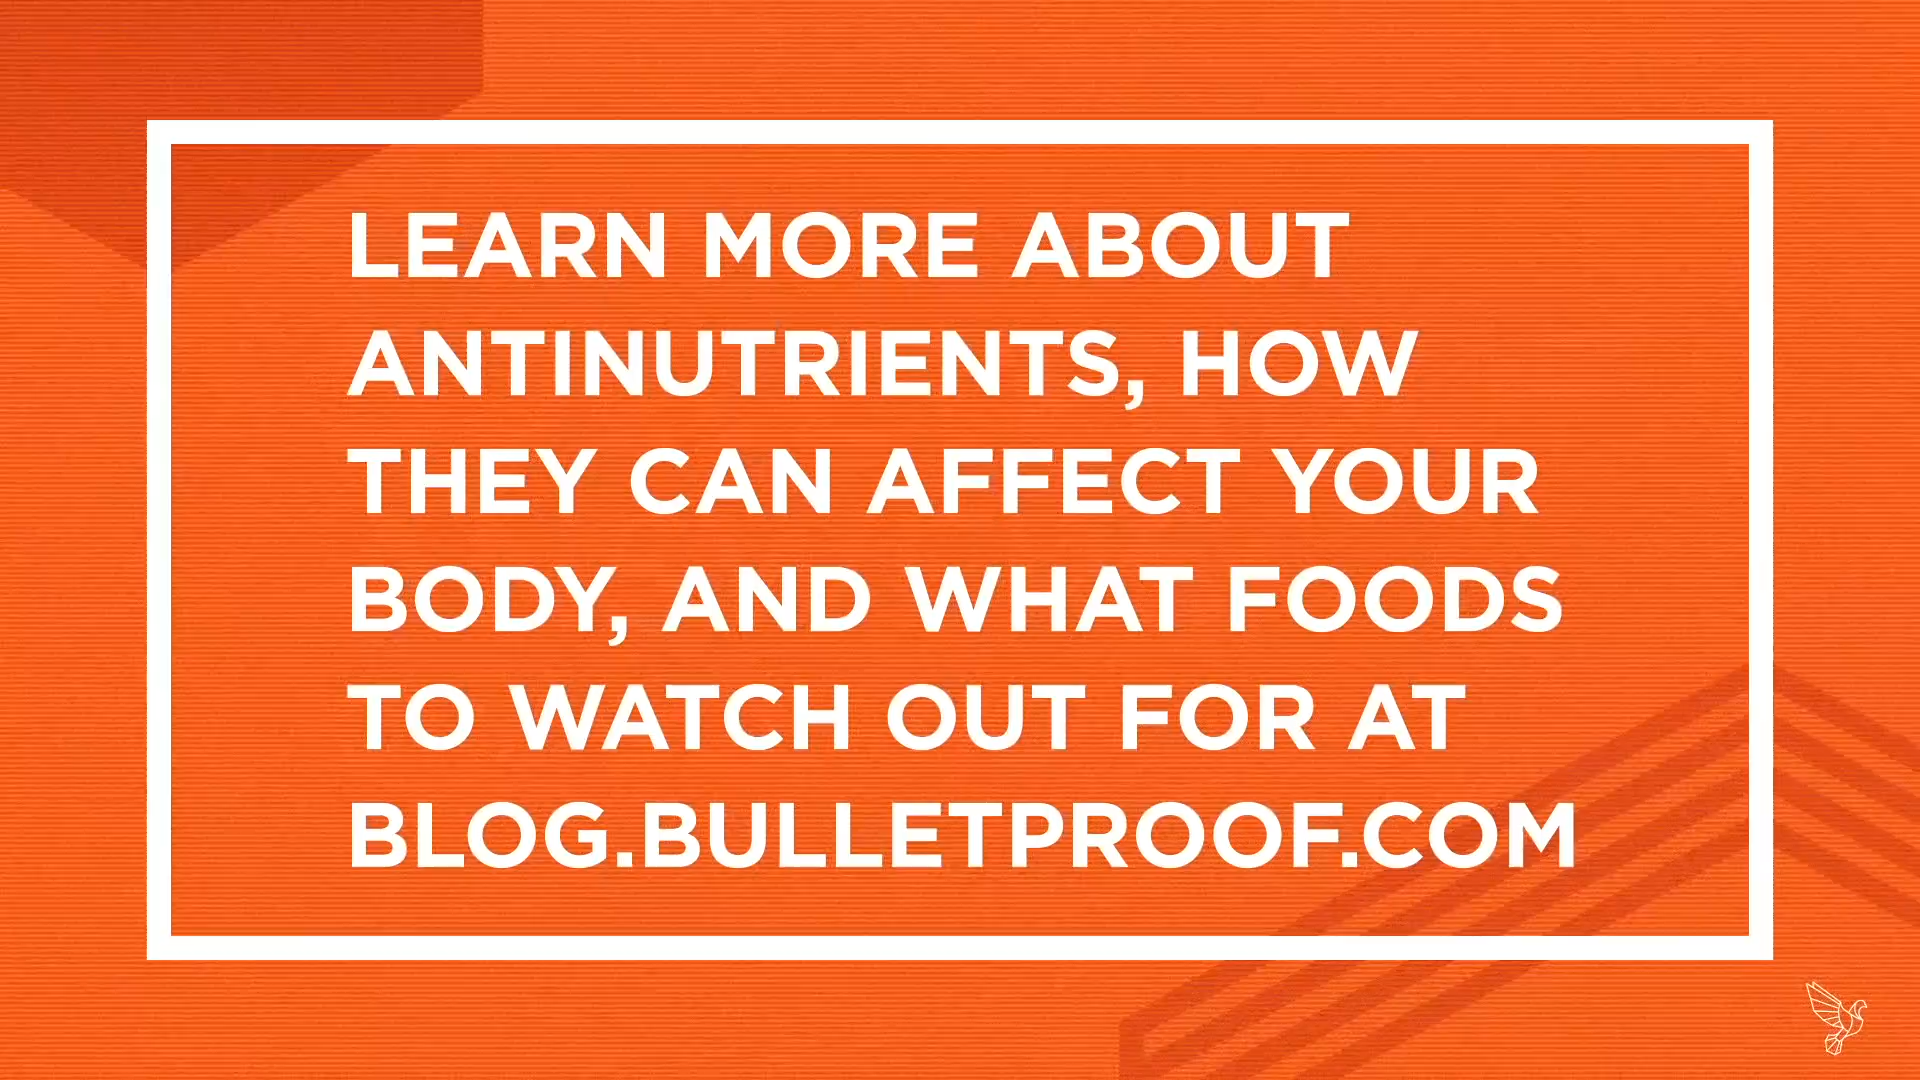 LEARN MORE ABOUT
ANTINUTRIENTS, HOW
THEY CAN AFFECT YOUR
BODY, AND WHAT FOODS
TO WATCH OUT FOR AT
BLOG.BULLETPROOF.COM